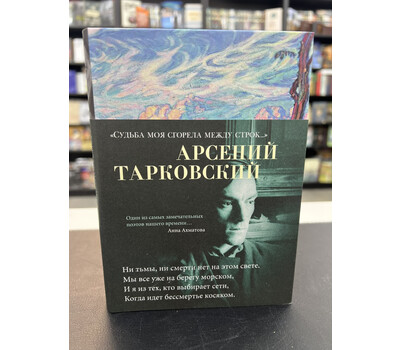 «Судьба моя сгорела между строк...»
АРСЕНИЙ
ТАРКОВСКИЙ
Один из самых замечательных
поэтов нашего времени...
Анна Ахматова
Ни тьмы, ни смерти нет на этом свете.
Мы все уже на берегу морском,
И я из тех, кто выбирает сети,
Когда идет бессмертье косяком.